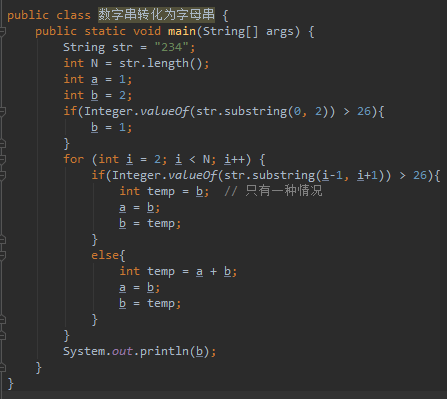 public class 数字串转化为字母串 {
public static void main(String[] args) {
String str = "234";
int N = str.length();
int a = 1;
int b = 2;
if(Integer.valueOf(str.substring(0, 2)) > 26){
b = 1;
}
for (int i = 2; i < N; i++) {
if(Integer.valueOf(str.substring(i-1, i+1)) > 26){
int temp = b;  // 只有一种情况
a = b;
b = temp;
}
else{
int temp = a + b;
a = b;
b = temp;
}
}
System.out.println(b);
}
}